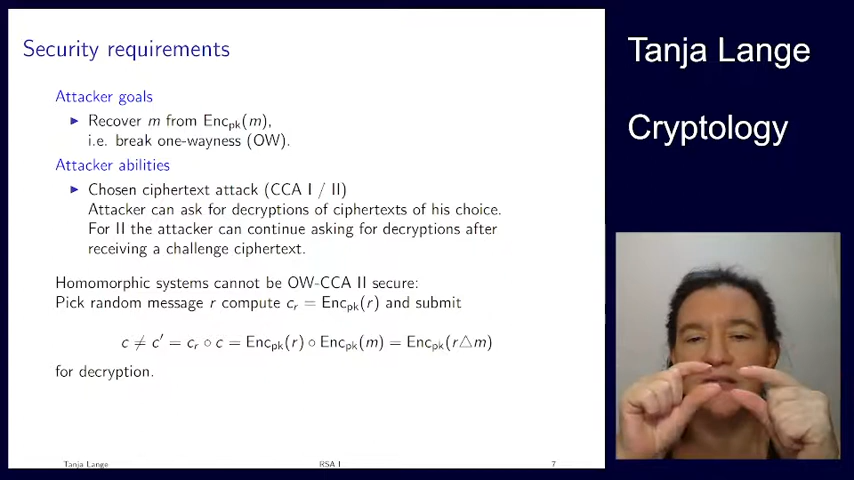 Security requirements
Attacker goals
▶ Recover m from Enc_pk(m),
i.e. break one-wayness (OW).
Attacker abilities
▶ Chosen ciphertext attack (CCA I / II)
Attacker can ask for decryptions of ciphertexts of his choice.
For II the attacker can continue asking for decryptions after
receiving a challenge ciphertext.
Homomorphic systems cannot be OW-CCA II secure:
Pick random message r compute c_r = Enc_pk(r) and submit
c ≠ c′ = c_r ∘ c = Enc_pk(r) ∘ Enc_pk(m) = Enc_pk(r△m)
for decryption.
Tanja Lange RSA I 7
Tanja Lange
Cryptology